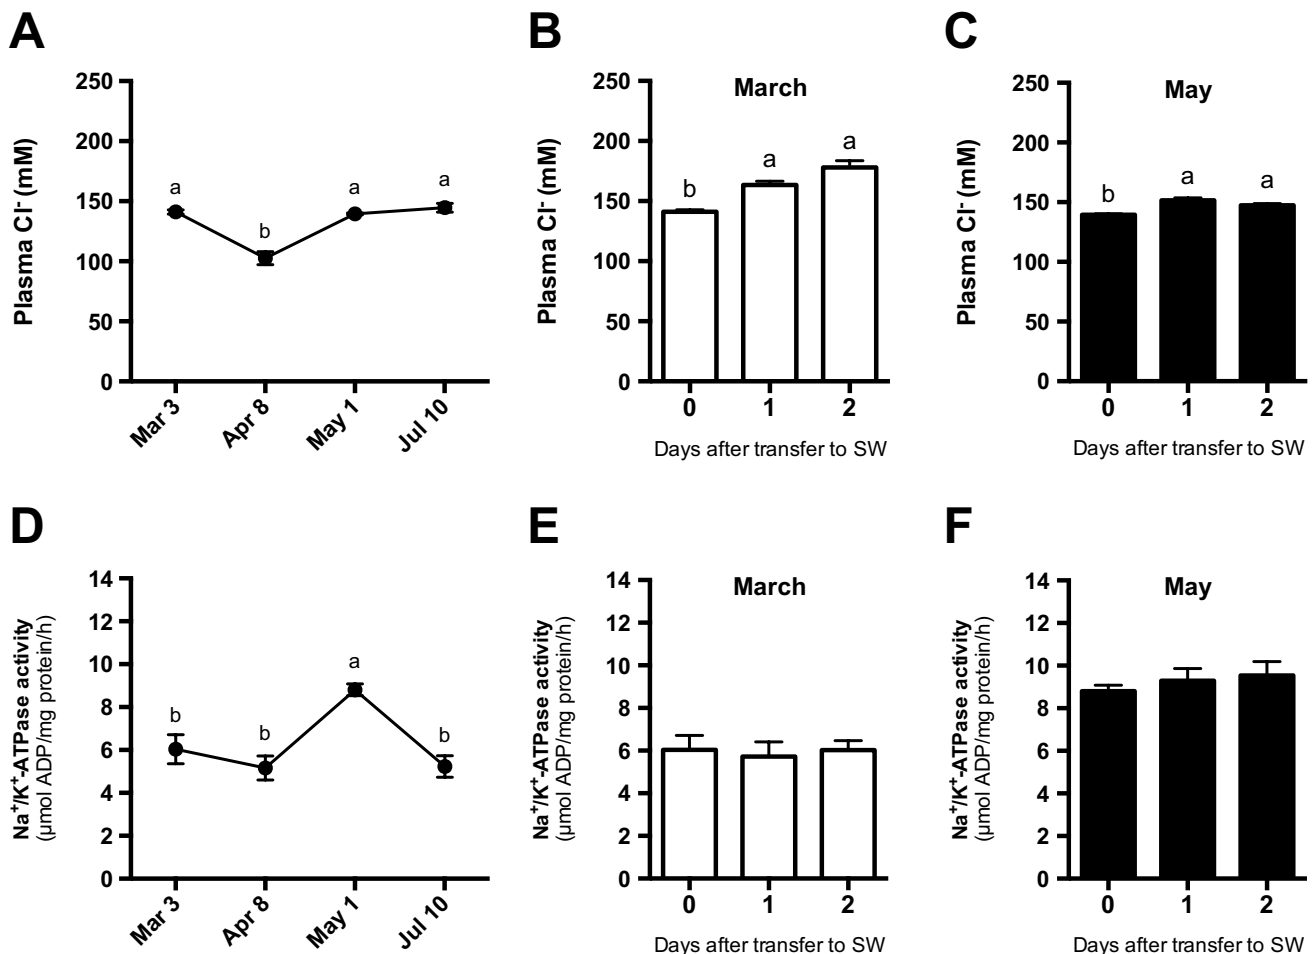 A
B
C
250
200
150
100
50
0
Plasma Cl⁻ (mM)
a
b
a
a
Mar 3
Apr 8
May 1
Jul 10
250
200
150
100
50
0
Plasma Cl⁻ (mM)
March
b
a
a
0 1 2
Days after transfer to SW
250
200
150
100
50
0
Plasma Cl⁻ (mM)
May
b
a
a
0 1 2
Days after transfer to SW
D
E
F
14
12
10
8
6
4
2
0
Na⁺/K⁺-ATPase activity
(µmol ADP/mg protein/h)
b
b
a
b
Mar 3
Apr 8
May 1
Jul 10
14
12
10
8
6
4
2
0
Na⁺/K⁺-ATPase activity
(µmol ADP/mg protein/h)
March
0 1 2
Days after transfer to SW
14
12
10
8
6
4
2
0
Na⁺/K⁺-ATPase activity
(µmol ADP/mg protein/h)
May
0 1 2
Days after transfer to SW